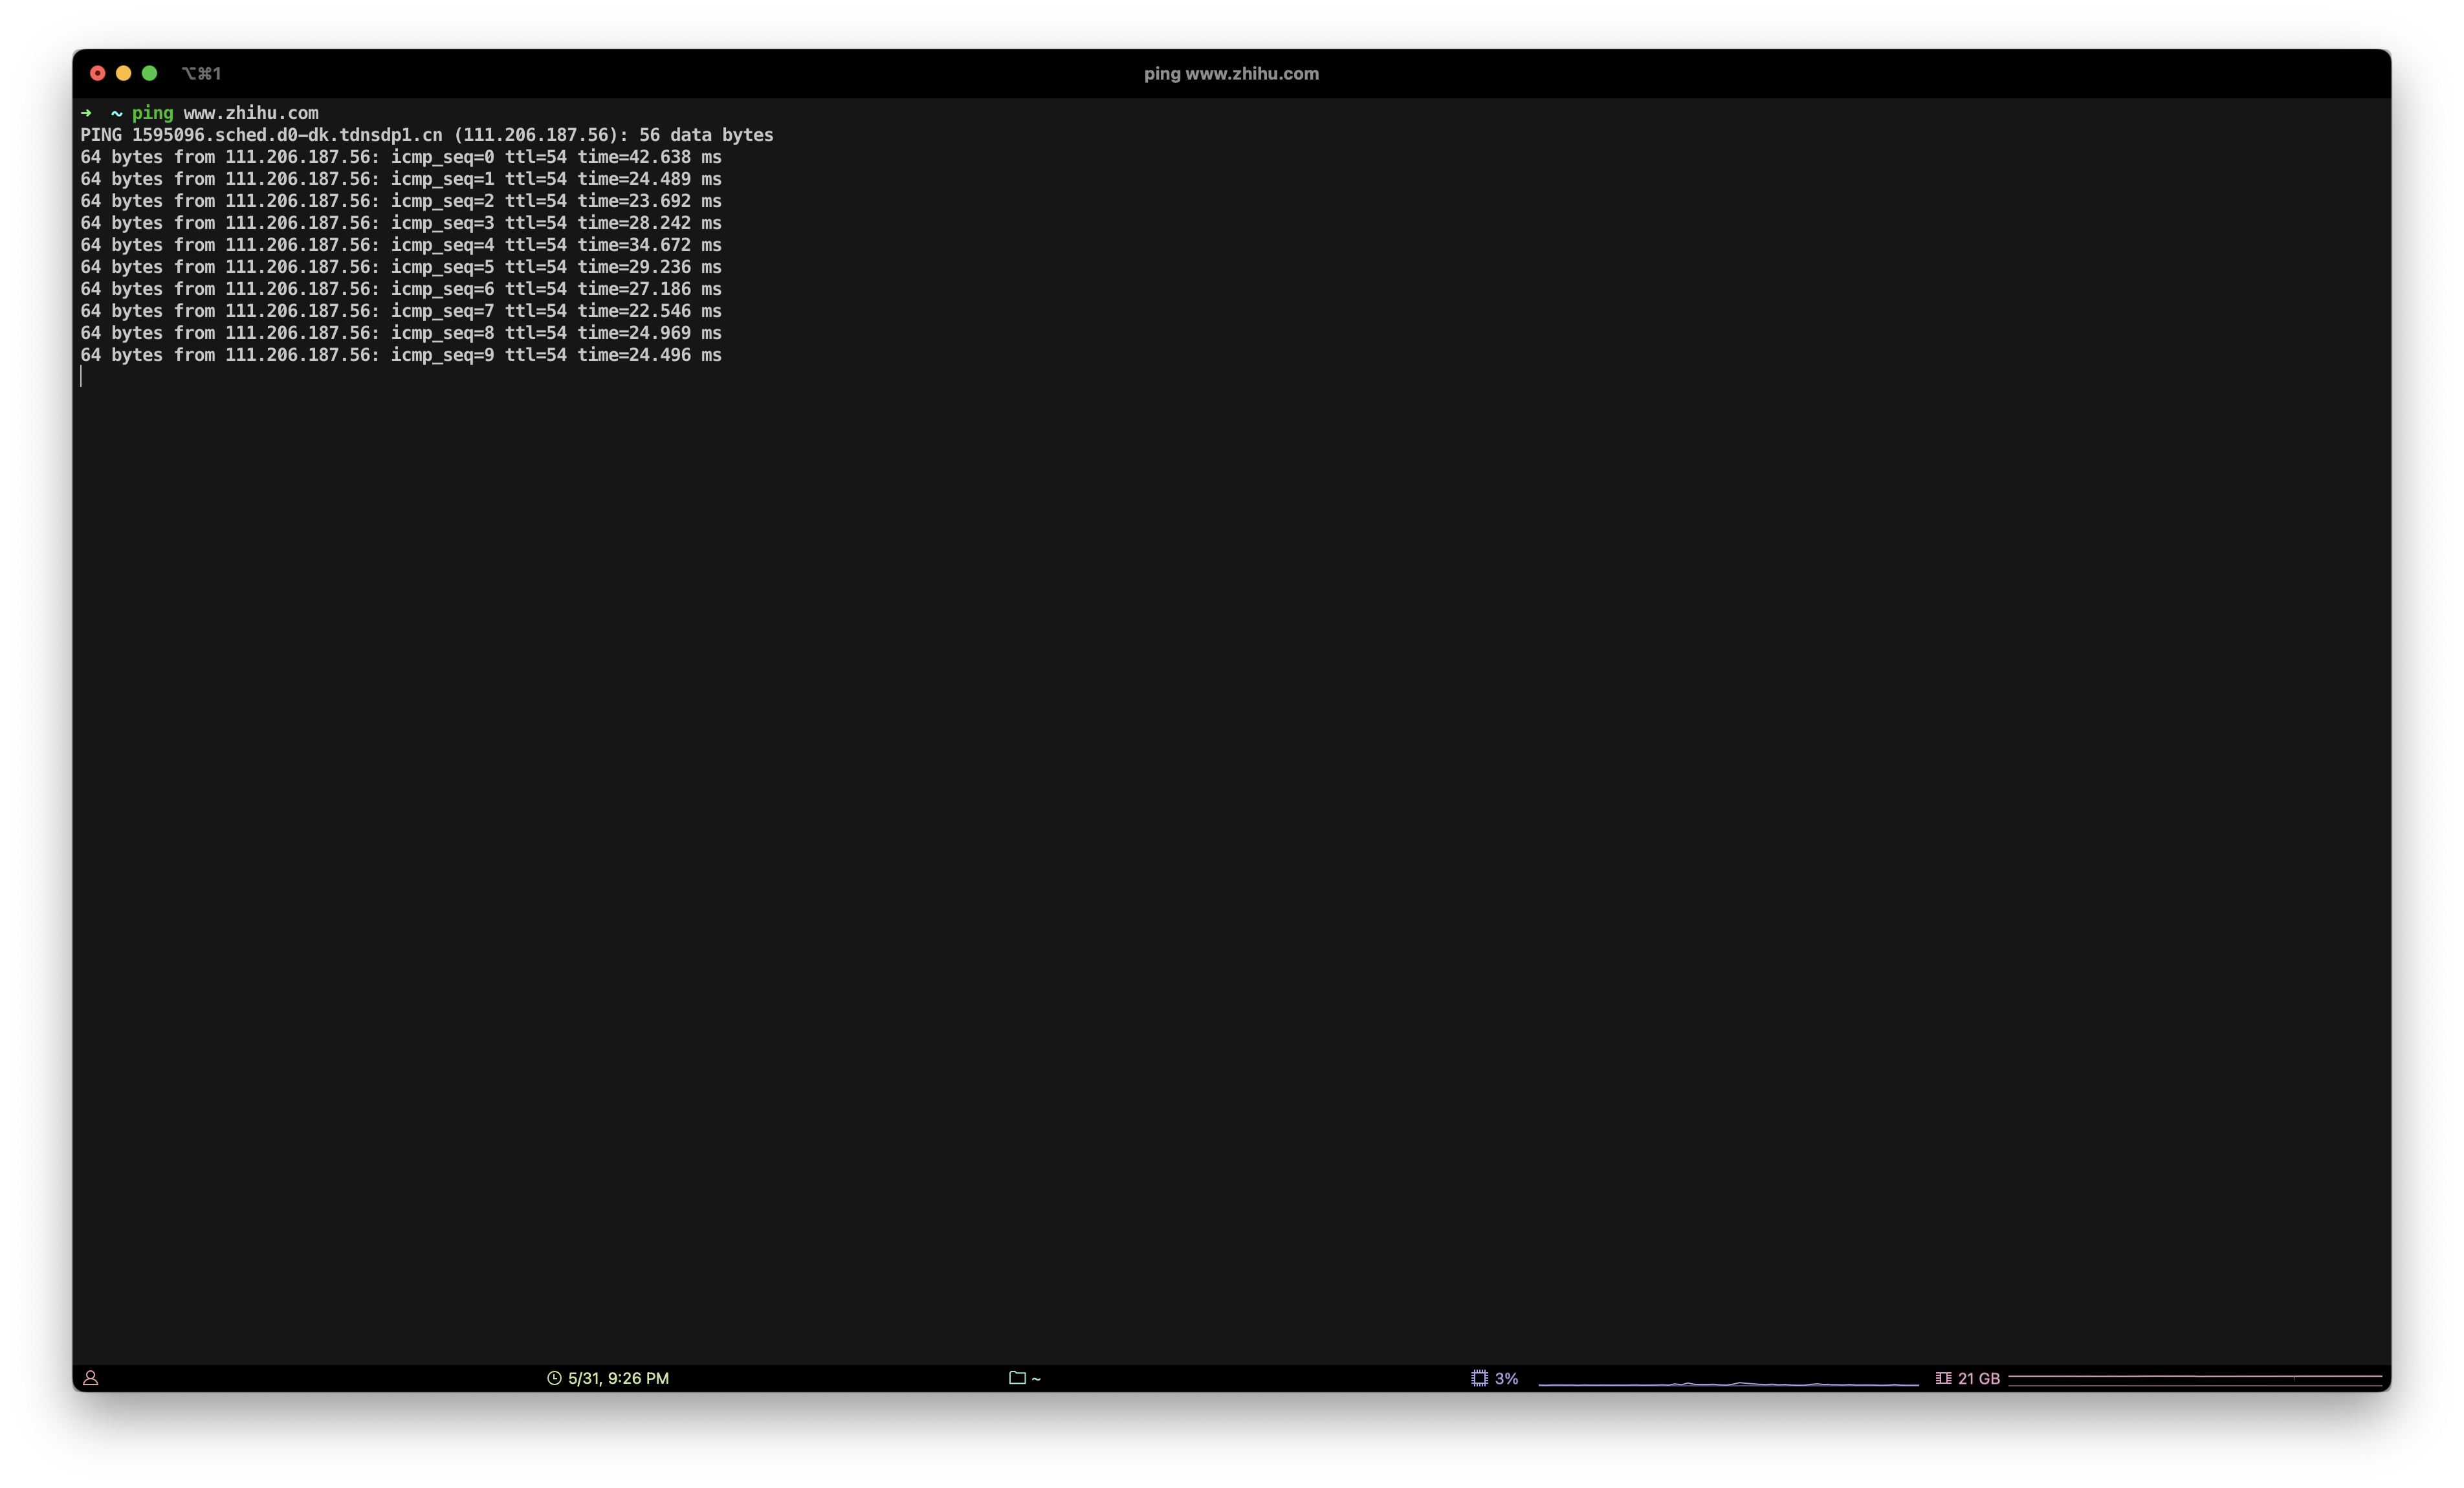 ⌥⌘1
ping www.zhihu.com
➜ ~ ping www.zhihu.com
PING 1595096.sched.d0-dk.tdnsdp1.cn (111.206.187.56): 56 data bytes
64 bytes from 111.206.187.56: icmp_seq=0 ttl=54 time=42.638 ms
64 bytes from 111.206.187.56: icmp_seq=1 ttl=54 time=24.489 ms
64 bytes from 111.206.187.56: icmp_seq=2 ttl=54 time=23.692 ms
64 bytes from 111.206.187.56: icmp_seq=3 ttl=54 time=28.242 ms
64 bytes from 111.206.187.56: icmp_seq=4 ttl=54 time=34.672 ms
64 bytes from 111.206.187.56: icmp_seq=5 ttl=54 time=29.236 ms
64 bytes from 111.206.187.56: icmp_seq=6 ttl=54 time=27.186 ms
64 bytes from 111.206.187.56: icmp_seq=7 ttl=54 time=22.546 ms
64 bytes from 111.206.187.56: icmp_seq=8 ttl=54 time=24.969 ms
64 bytes from 111.206.187.56: icmp_seq=9 ttl=54 time=24.496 ms
5/31, 9:26 PM
~
3%
21 GB